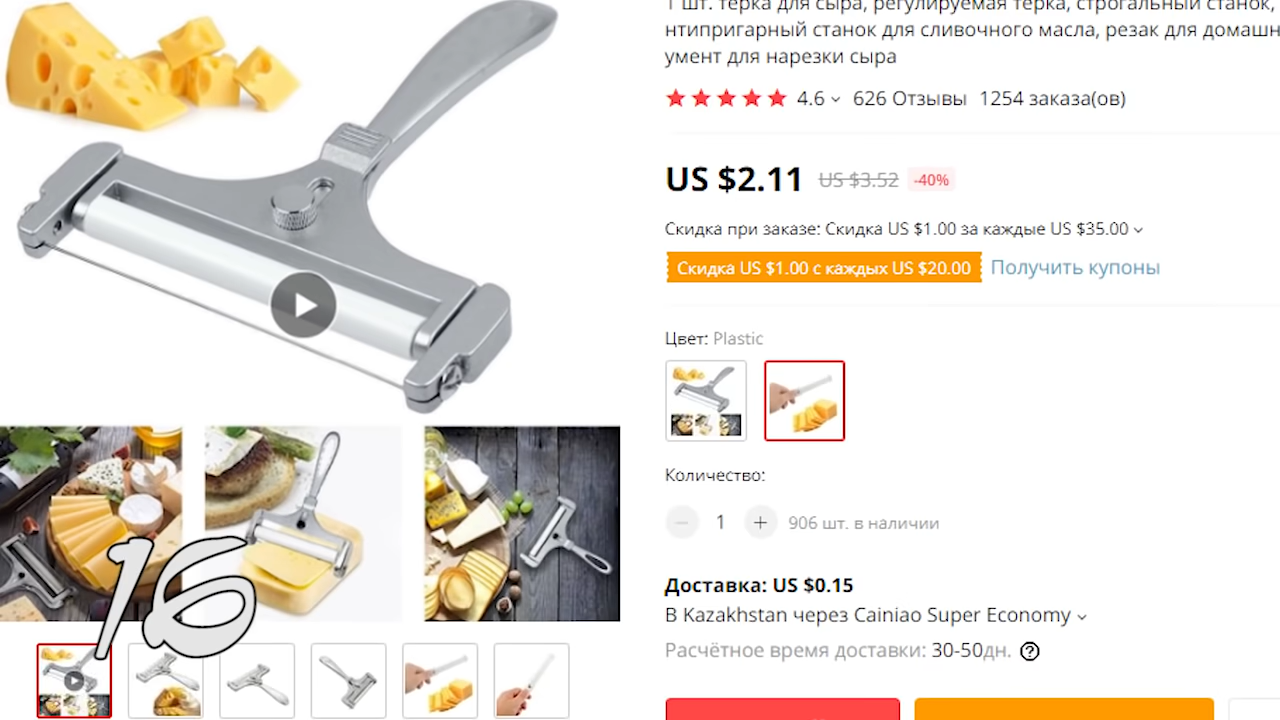 1 шт. терка для сыра, регулируемая терка, строгальный станок,
нтипригарный станок для сливочного масла, резак для домашн
умент для нарезки сыра
4.6 626 Отзывы 1254 заказа(ов)
US $2.11 US $3.52 -40%
Скидка при заказе: Скидка US $1.00 за каждые US $35.00
Скидка US $1.00 с каждых US $20.00 Получить купоны
Цвет: Plastic
Количество:
1 + 906 шт. в наличии
Доставка: US $0.15
В Kazakhstan через Cainiao Super Economy
Расчётное время доставки: 30-50дн. ?
16